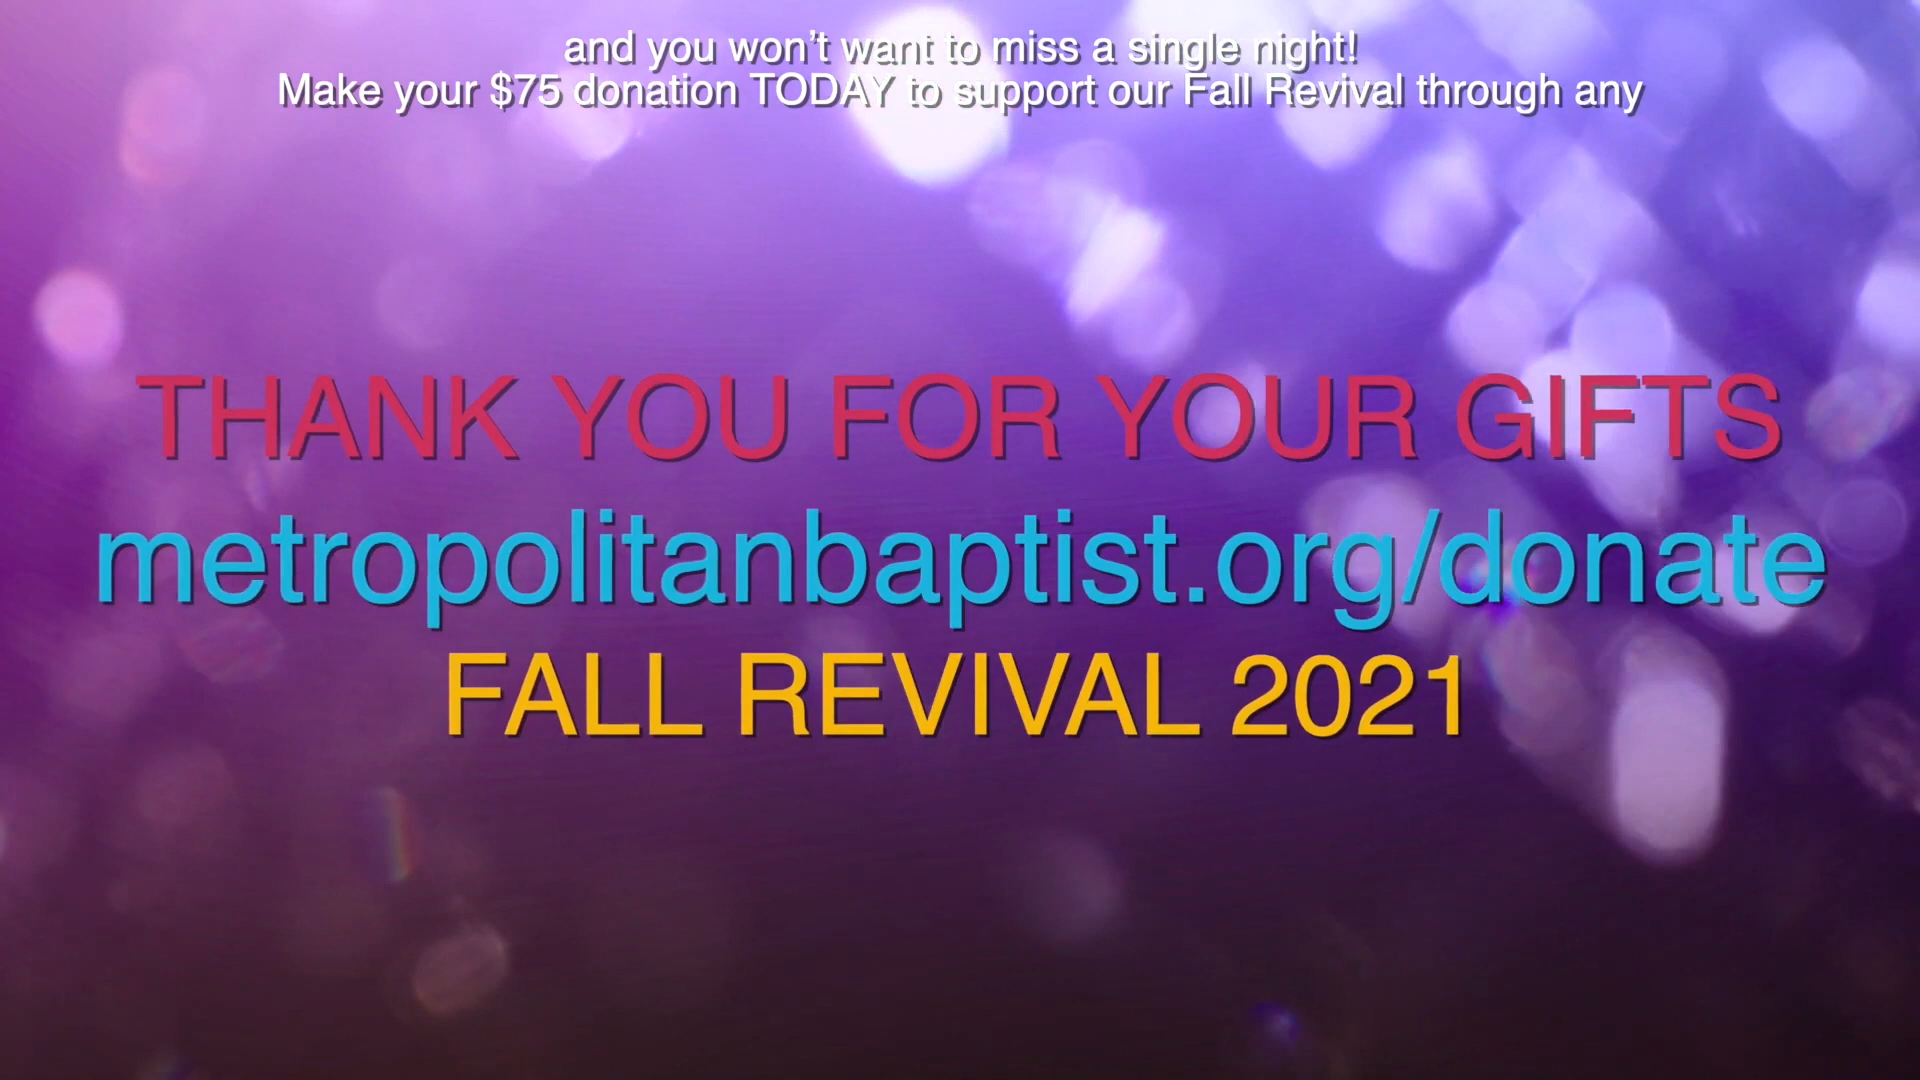 and you won't want to miss a single night!
Make your $75 donation TODAY to support our Fall Revival through any
THANK YOU FOR YOUR GIFTS
metropolitanbaptist.org/donate
FALL REVIVAL 2021